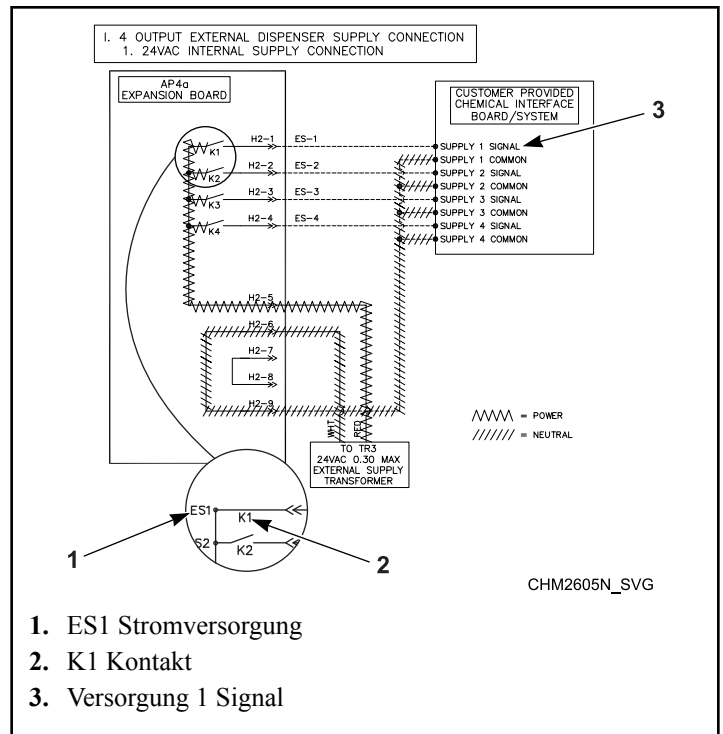 I. 4 OUTPUT EXTERNAL DISPENSER SUPPLY CONNECTION
1. 24VAC INTERNAL SUPPLY CONNECTION
AP4a
EXPANSION BOARD
CUSTOMER PROVIDED
CHEMICAL INTERFACE
BOARD/SYSTEM
3
K1 H2-1 ES-1 SUPPLY 1 SIGNAL
SUPPLY 1 COMMON
K2 H2-2 ES-2 SUPPLY 2 SIGNAL
SUPPLY 2 COMMON
K3 H2-3 ES-3 SUPPLY 3 SIGNAL
SUPPLY 3 COMMON
K4 H2-4 ES-4 SUPPLY 4 SIGNAL
SUPPLY 4 COMMON
H2-5
H2-6
H2-7
H2-8
H2-9
WHT RED
= POWER
= NEUTRAL
TO TR3
24VAC 0.30 MAX
EXTERNAL SUPPLY
TRANSFORMER
ES1
K1
S2
K2
1
2
CHM2605N_SVG
1. ES1 Stromversorgung
2. K1 Kontakt
3. Versorgung 1 Signal